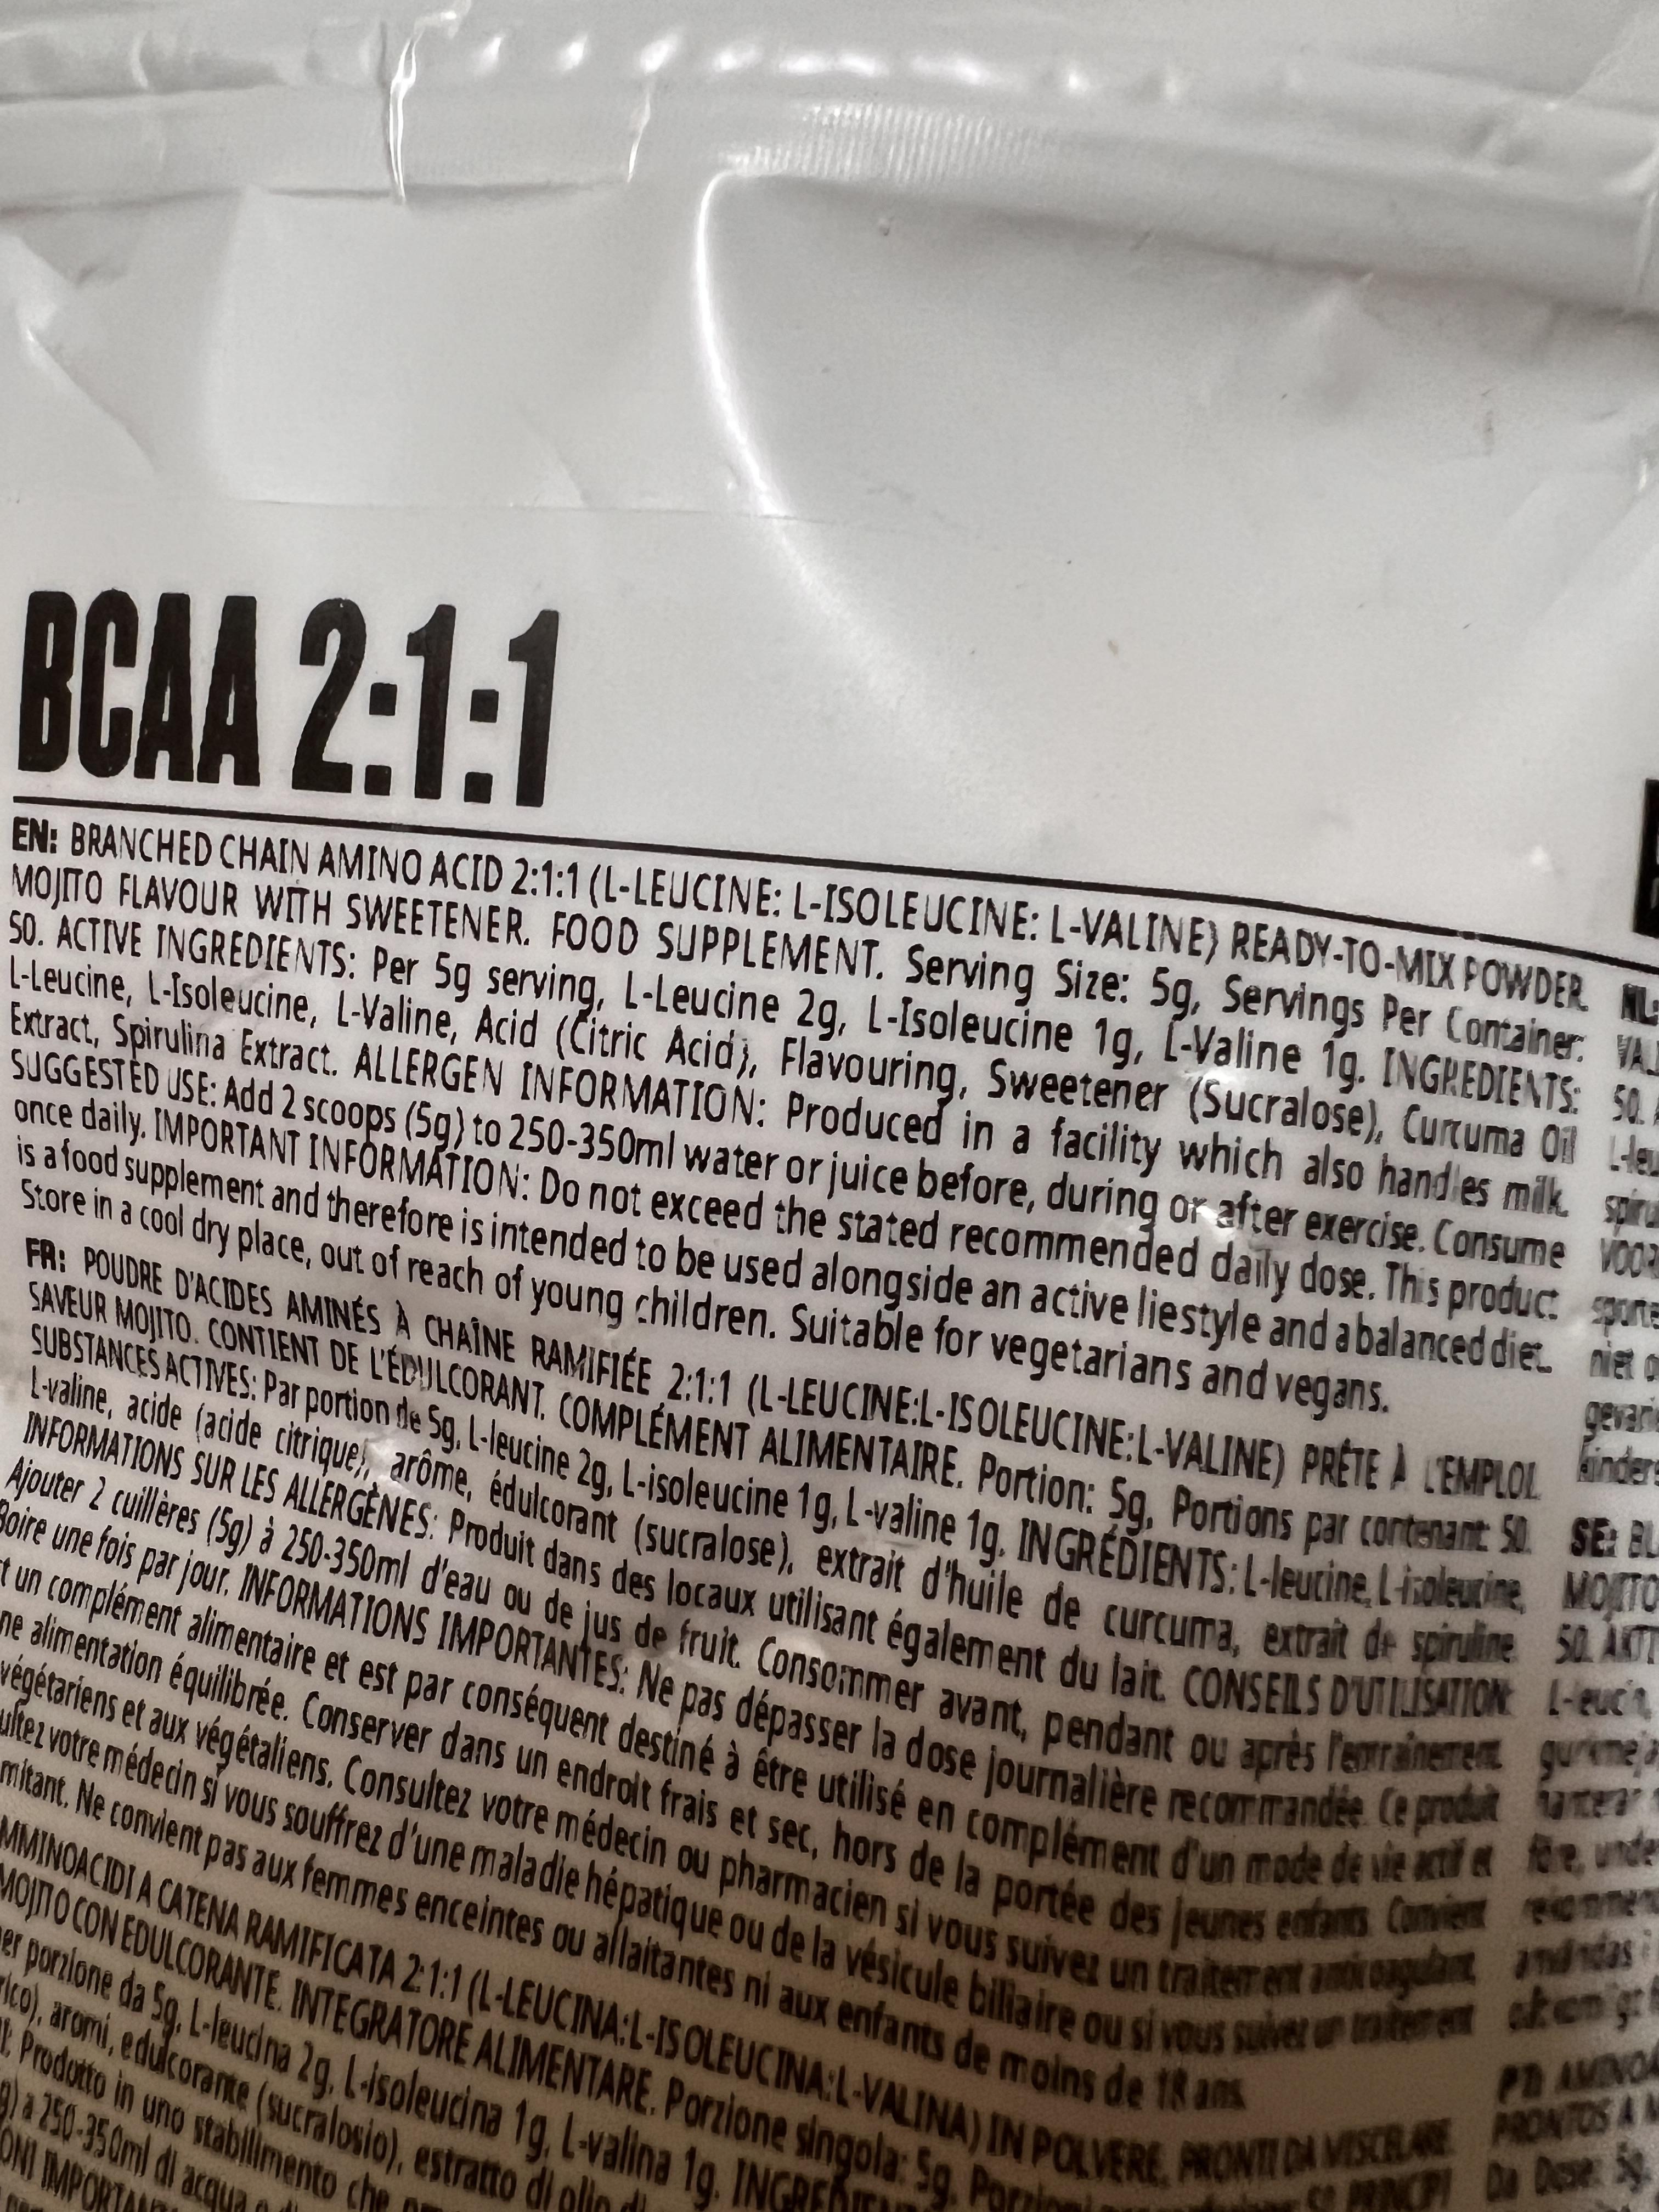 BCAA 2:1:1
EN: BRANCHED CHAIN AMINO ACID 2:1:1 (L-LEUCINE: L-ISOLEUCINE: L-VALINE) READY-TO-MIX POWDER.
MOJITO FLAVOUR WITH SWEETENER. FOOD SUPPLEMENT. Serving Size: 5g, Servings Per Container:
50. ACTIVE INGREDIENTS: Per 5g serving, L-Leucine 2g, L-Isoleucine 1g, L-Valine 1g. INGREDIENTS:
L-Leucine, L-Isoleucine, L-Valine, Acid (Citric Acid), Flavouring, Sweetener (Sucralose), Curcuma Oil
Extract, Spirulina Extract. ALLERGEN INFORMATION: Produced in a facility which also handles milk.
SUGGESTED USE: Add 2 scoops (5g) to 250-350ml water or juice before, during or after exercise. Consume
once daily. IMPORTANT INFORMATION: Do not exceed the stated recommended daily dose. This product
is a food supplement and therefore is intended to be used alongside an active liestyle and a balanced diet.
Store in a cool dry place, out of reach of young children. Suitable for vegetarians and vegans.
FR: POUDRE D'ACIDES AMINÉS À CHAÎNE RAMIFIÉE 2:1:1 (L-LEUCINE:L-ISOLEUCINE:L-VALINE) PRÊTE À L'EMPLOI.
SAVEUR MOJITO. CONTIENT DE L'ÉDULCORANT. COMPLÉMENT ALIMENTAIRE. Portion: 5g, Portions par contenant: 50.
SUBSTANCES ACTIVES: Par portion de 5g, L-leucine 2g, L-isoleucine 1g, L-valine 1g. INGRÉDIENTS: L-leucine, L-isoleucine,
L-valine, acide (acide citrique), arôme, édulcorant (sucralose), extrait d'huile de curcuma, extrait de spiruline.
INFORMATIONS SUR LES ALLERGÈNES: Produit dans des locaux utilisant également du lait. CONSEILS D'UTILISATION:
Ajouter 2 cuillères (5g) à 250-350ml d'eau ou de jus de fruit. Consommer avant, pendant ou après l'entraînement.
Boire une fois par jour. INFORMATIONS IMPORTANTES: Ne pas dépasser la dose journalière recommandée. Ce produit
un complément alimentaire et est par conséquent destiné à être utilisé en complément d'un mode de vie actif et
alimentation équilibrée. Conserver dans un endroit frais et sec, hors de la portée des jeunes enfants. Convient
végétariens et aux végétaliens. Consultez votre médecin ou pharmacien si vous suivez un traitement anticoagulant.
votre médecin si vous souffrez d'une maladie hépatique ou de la vésicule biliaire ou si vous suivez un traitement
Ne convient pas aux femmes enceintes ou allaitantes ni aux enfants de moins de 18 ans.
A CATENA RAMIFICATA 2:1:1 (L-LEUCINA:L-ISOLEUCINA:L-VALINA) IN POLVERE, PRONTI DA MISCELARE.
MOJITO CON EDULCORANTE. INTEGRATORE ALIMENTARE. Porzione singola: 5g,
porzione da 5g, L-leucina 2g, L-isoleucina 1g, L-valina 1g.
aromi, edulcorante (sucralosio), estratto di olio di
Prodotto in uno stabilimento che
a 250-350ml di acqua
NL:
50.
SE:
MOJITO
50.
PT:
PRONTOS A
Da Dose: 5g,